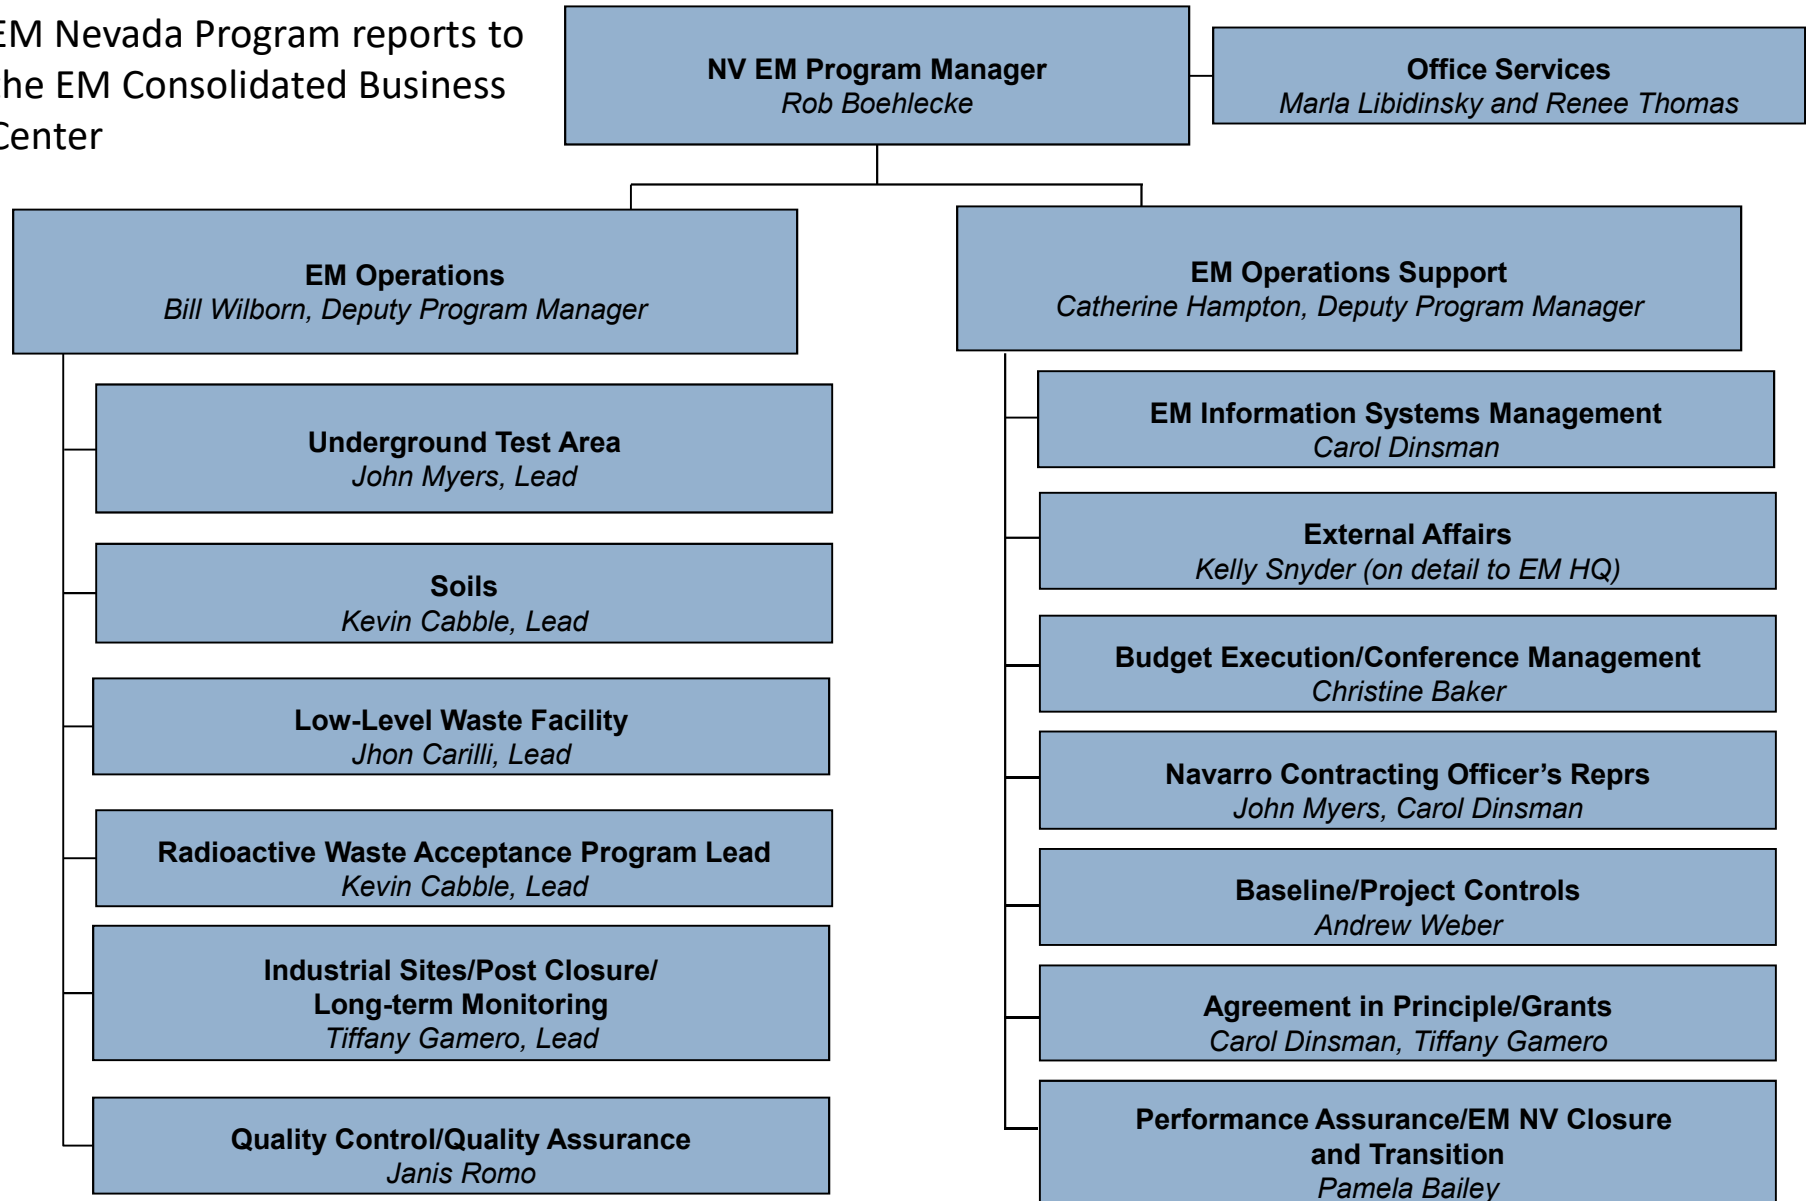 EM Nevada Program reports to
the EM Consolidated Business
Center
NV EM Program Manager
Rob Boehlecke
Office Services
Marla Libidinsky and Renee Thomas
EM Operations
Bill Wilborn, Deputy Program Manager
Underground Test Area
John Myers, Lead
Soils
Kevin Cabble, Lead
Low-Level Waste Facility
Jhon Carilli, Lead
Radioactive Waste Acceptance Program Lead
Kevin Cabble, Lead
Industrial Sites/Post Closure/
Long-term Monitoring
Tiffany Gamero, Lead
Quality Control/Quality Assurance
Janis Romo
EM Operations Support
Catherine Hampton, Deputy Program Manager
EM Information Systems Management
Carol Dinsman
External Affairs
Kelly Snyder (on detail to EM HQ)
Budget Execution/Conference Management
Christine Baker
Navarro Contracting Officer’s Reprs
John Myers, Carol Dinsman
Baseline/Project Controls
Andrew Weber
Agreement in Principle/Grants
Carol Dinsman, Tiffany Gamero
Performance Assurance/EM NV Closure
and Transition
Pamela Bailey